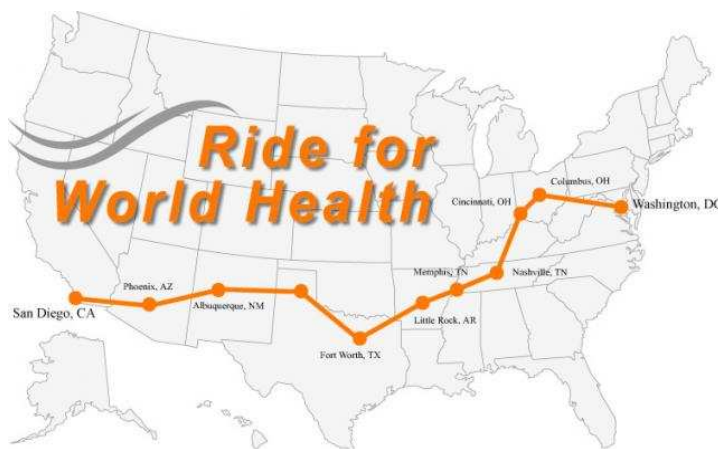 Ride for
World Health
Columbus, OH
Cincinnati, OH
Washington, DC
Memphis, TN
Nashville, TN
Phoenix, AZ
Albuquerque, NM
San Diego, CA
Little Rock, AR
Fort Worth, TX